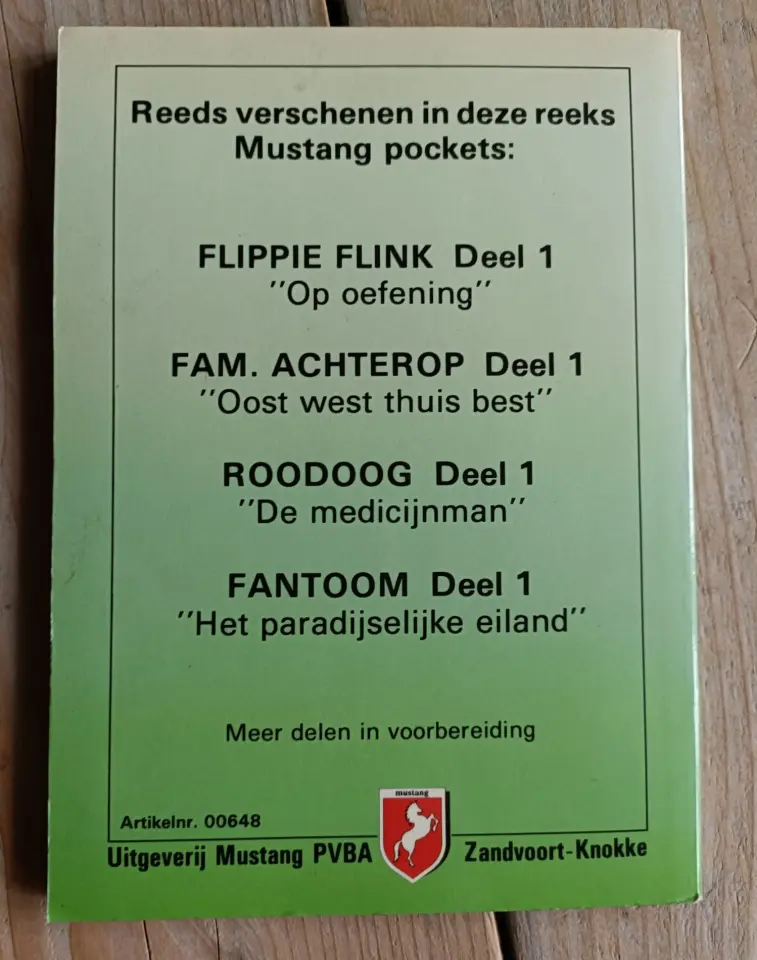 Reeds verschenen in deze reeks
Mustang pockets:
FLIPPIE FLINK Deel 1
"Op oefening"
FAM. ACHTEROP Deel 1
"Oost west thuis best"
ROODOOG Deel 1
"De medicijnman"
FANTOOM Deel 1
"Het paradijselijke eiland"
Meer delen in voorbereiding
Artikelnr. 00648
mustang
Uitgeverij Mustang PVBA Zandvoort-Knokke